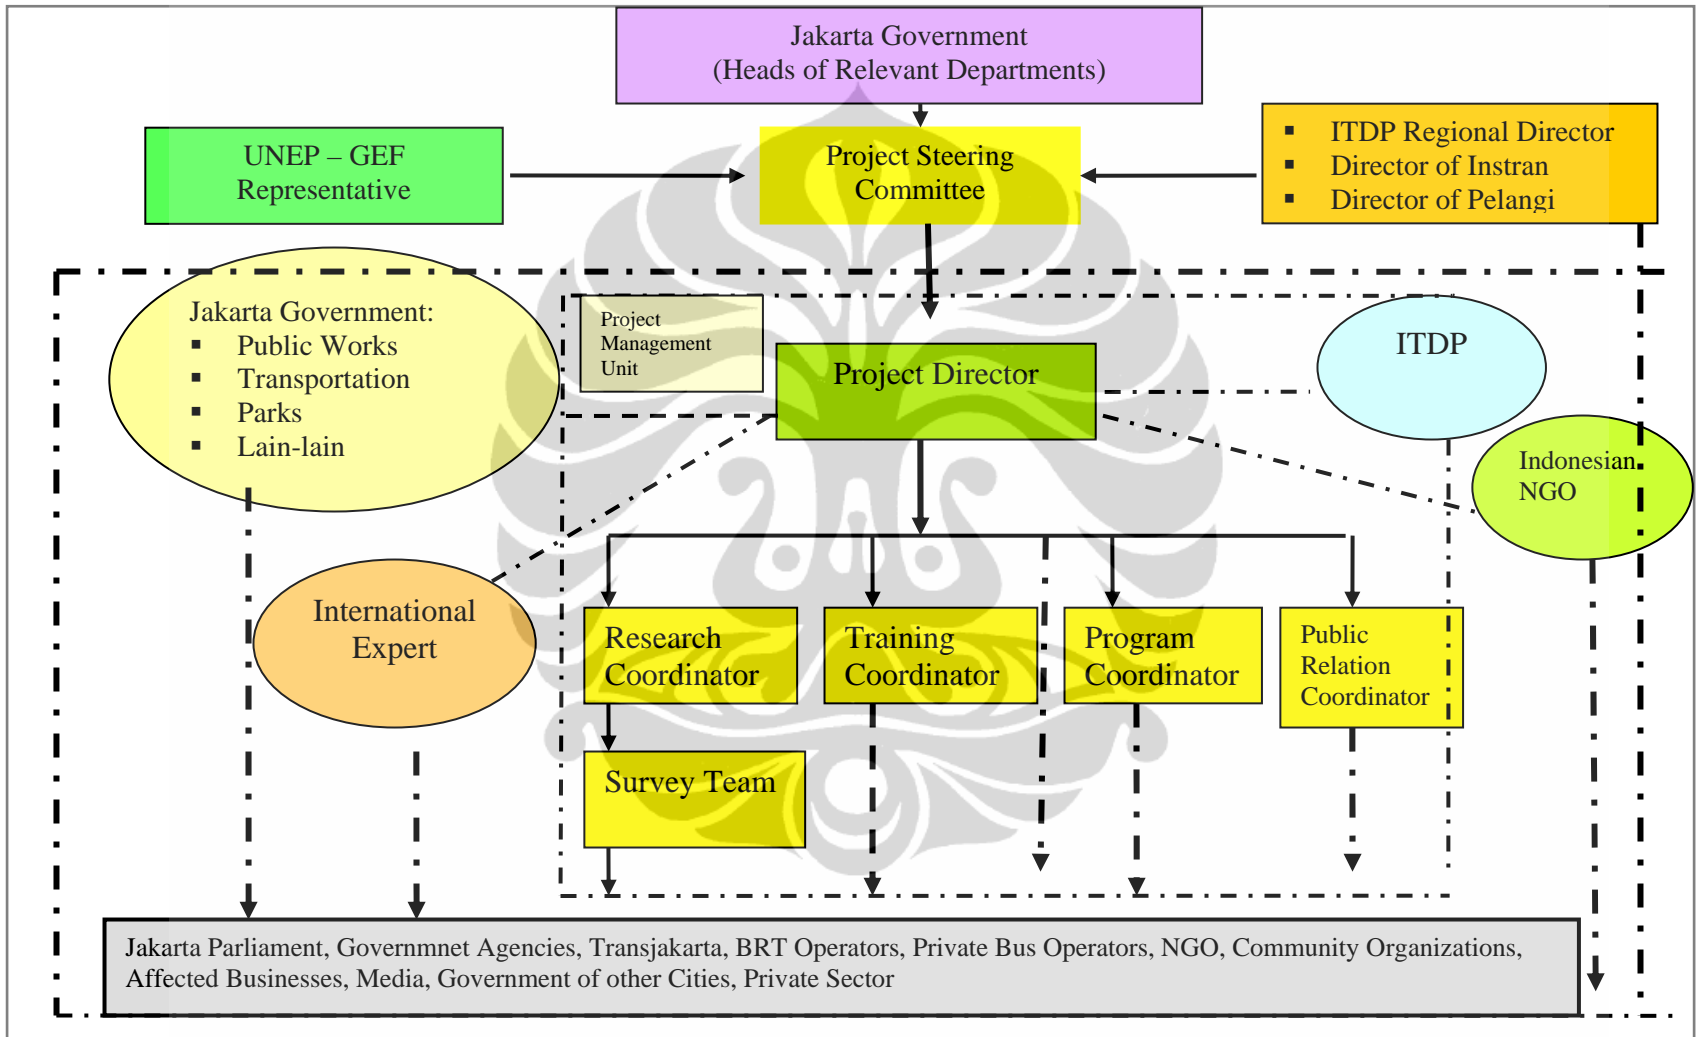 Jakarta Government
(Heads of Relevant Departments)
UNEP – GEF
Representative
Project Steering
Committee
▪ ITDP Regional Director
▪ Director of Instran
▪ Director of Pelangi
Jakarta Government:
▪ Public Works
▪ Transportation
▪ Parks
▪ Lain-lain
Project
Management
Unit
Project Director
ITDP
Indonesian
NGO
International
Expert
Research
Coordinator
Training
Coordinator
Program
Coordinator
Public
Relation
Coordinator
Survey Team
Jakarta Parliament, Governmnet Agencies, Transjakarta, BRT Operators, Private Bus Operators, NGO, Community Organizations,
Affected Businesses, Media, Government of other Cities, Private Sector